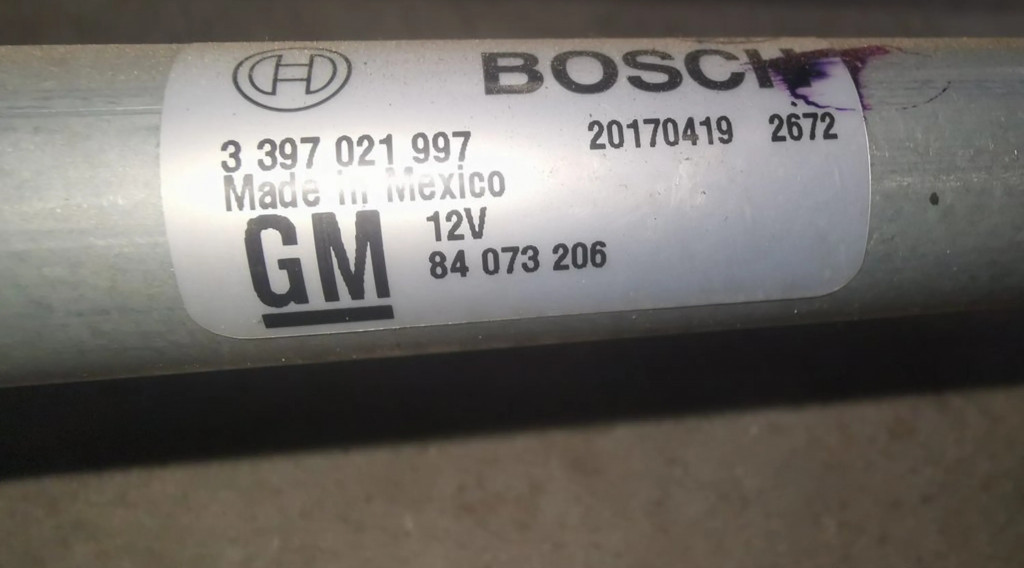 BOSCH
3 397 021 997 20170419 2672
Made in Mexico
GM 12V
84 073 206